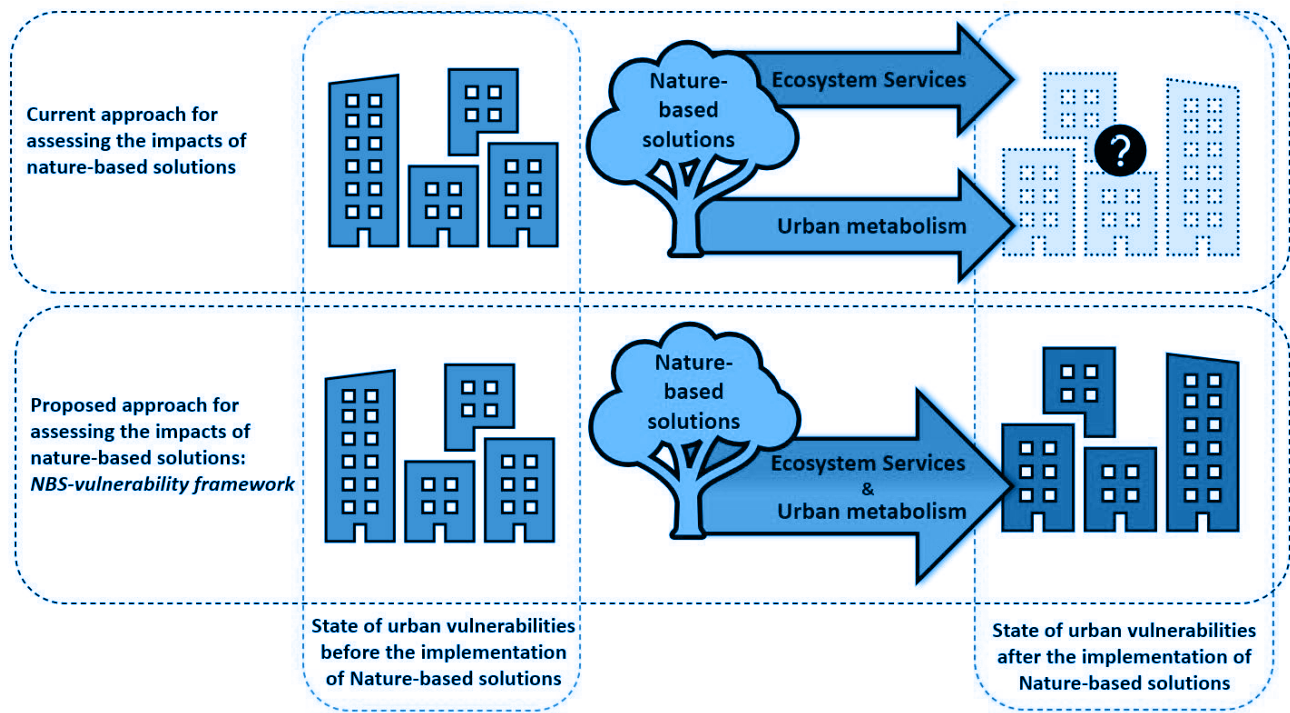 Current approach for
assessing the impacts of
nature-based solutions
Nature-
based
solutions
Ecosystem Services
Urban metabolism
?
Proposed approach for
assessing the impacts of
nature-based solutions:
NBS-vulnerability framework
Nature-
based
solutions
Ecosystem Services
&
Urban metabolism
State of urban vulnerabilities
before the implementation
of Nature-based solutions
State of urban vulnerabilities
after the implementation of
Nature-based solutions